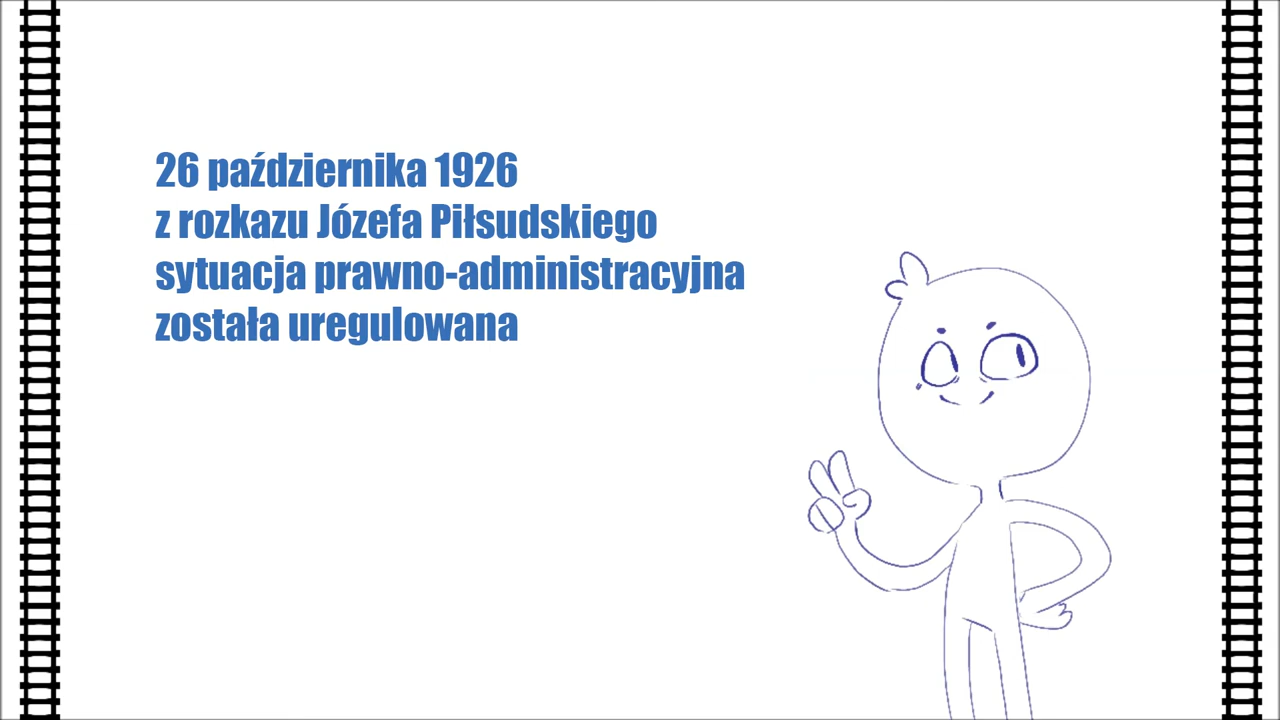 26 października 1926
z rozkazu Józefa Piłsudskiego
sytuacja prawno-administracyjna
została uregulowana